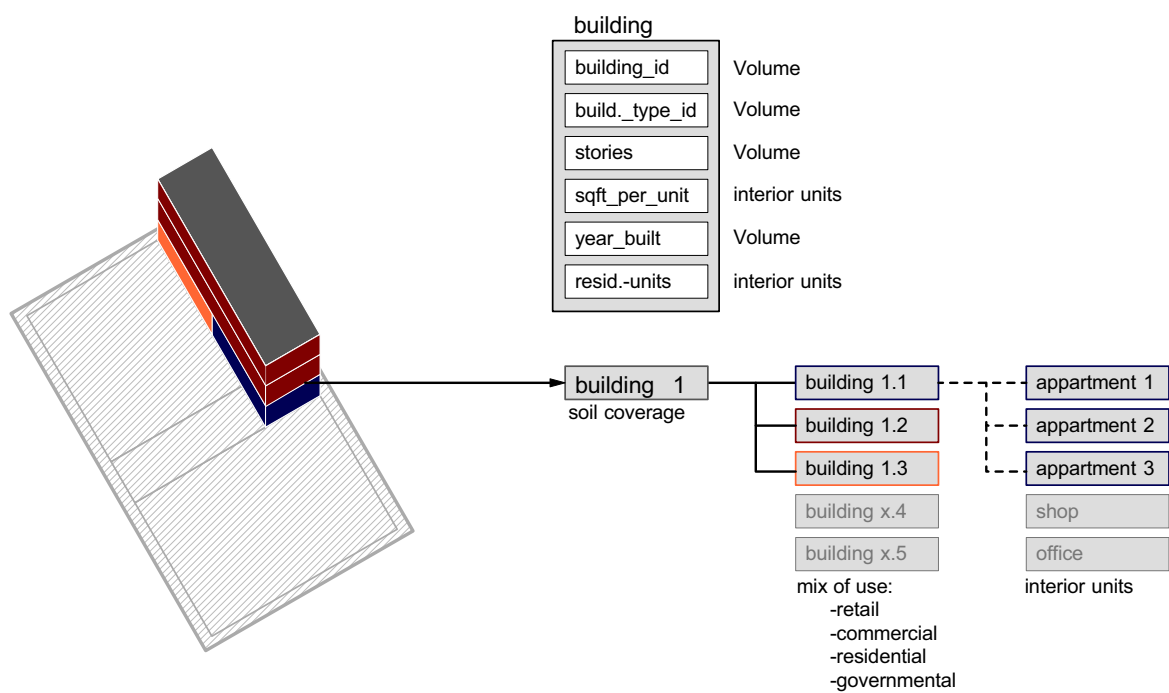 building
building_id Volume
build._type_id Volume
stories Volume
sqft_per_unit interior units
year_built Volume
resid.-units interior units
building 1 building 1.1 appartment 1
soil coverage
building 1.2 appartment 2
building 1.3 appartment 3
building x.4 shop
building x.5 office
mix of use: interior units
-retail
-commercial
-residential
-governmental